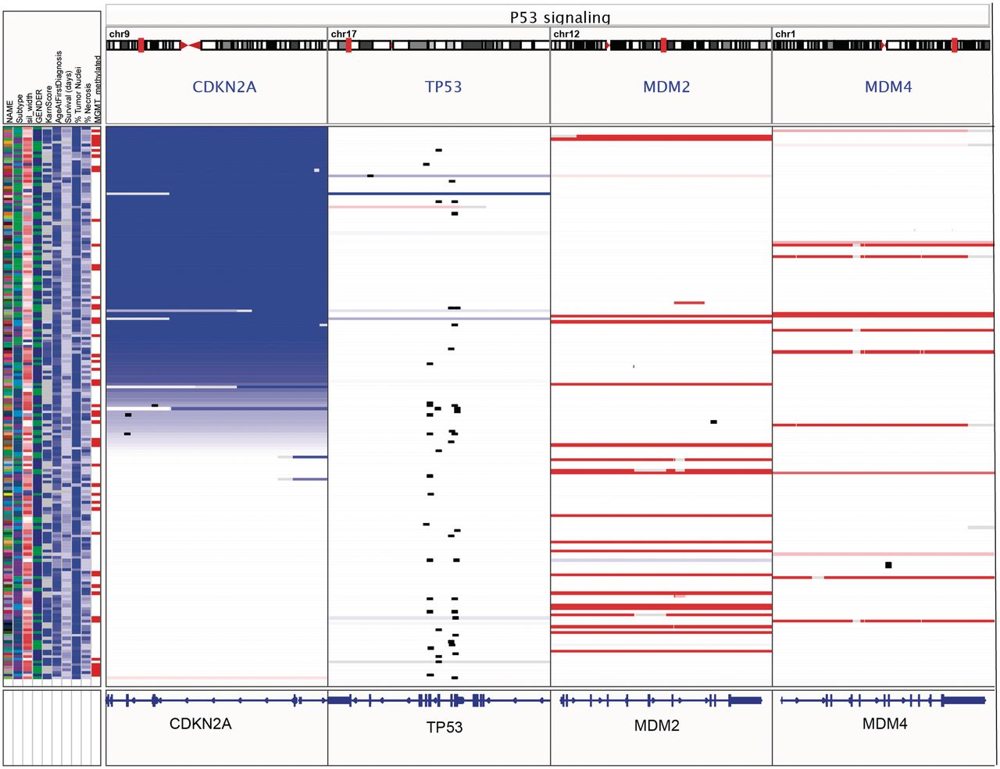 P53 signaling
chr9
chr17
chr12
chr1
CDKN2A
TP53
MDM2
MDM4
NAME
Subtype
sil_width
GENDER
KarnScore
AgeAtFirstDiagnosis
Survival (days)
% Tumor Nuclei
% Necrosis
MGMT_methylated
CDKN2A
TP53
MDM2
MDM4